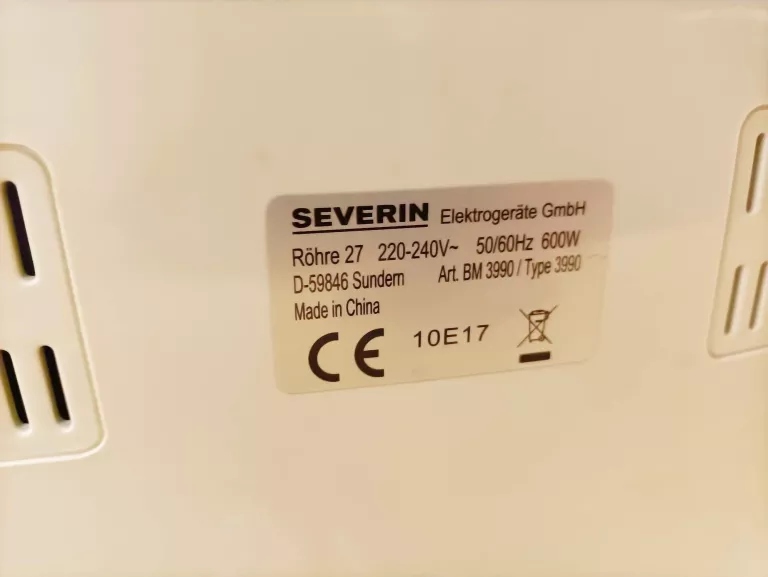 SEVERIN Elektrogeräte GmbH
Röhre 27 220-240V~ 50/60Hz 600W
D-59846 Sundern Art. BM 3990 / Type 3990
Made in China
CE 10E17